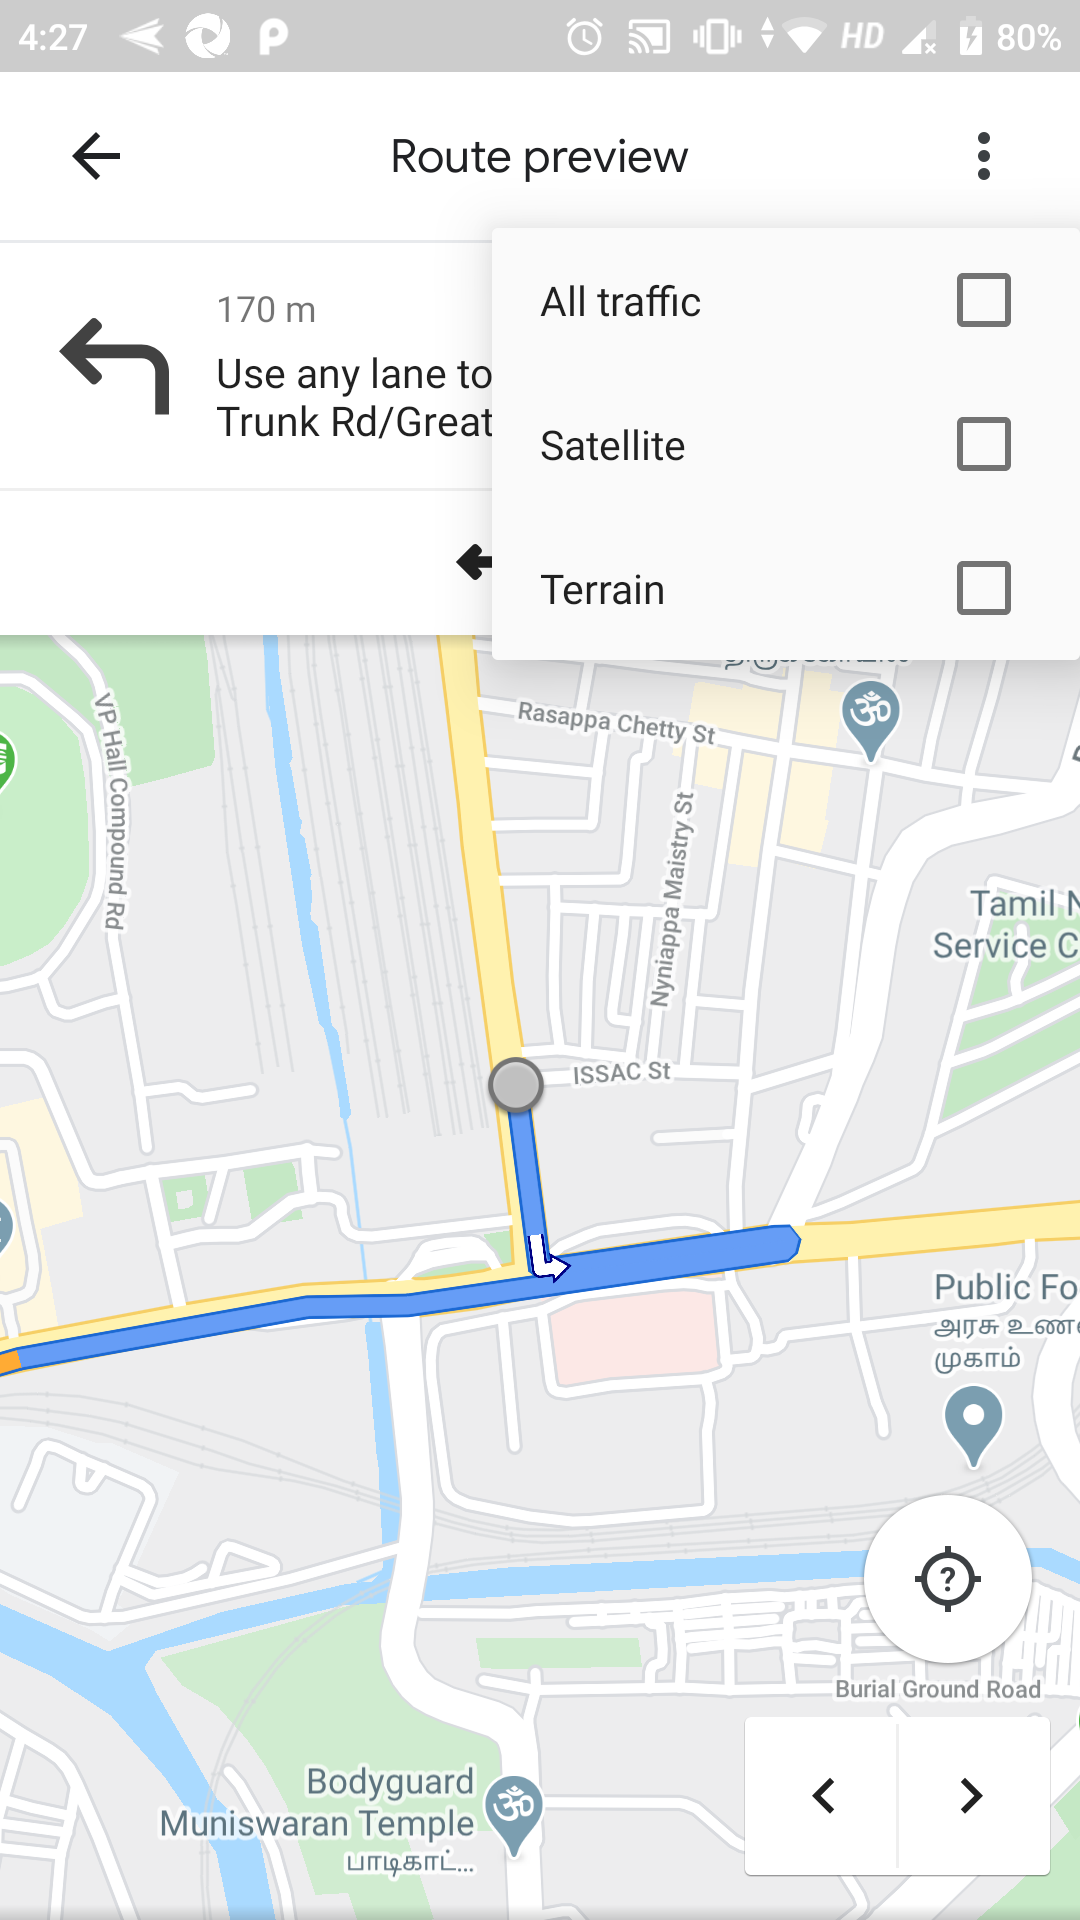 4:27
HD
80%
Route preview
170 m
Use any lane to
Trunk Rd/Great
All traffic
Satellite
Terrain
Rasappa Chetty St
VP Hall Compound Rd
Nyniappa Maistry St
Tamil N
Service C
ISSAC St
Public Fo
அரசு உண
முகாம்
?
Burial Ground Road
Bodyguard
Muniswaran Temple
பாடிகாட்...